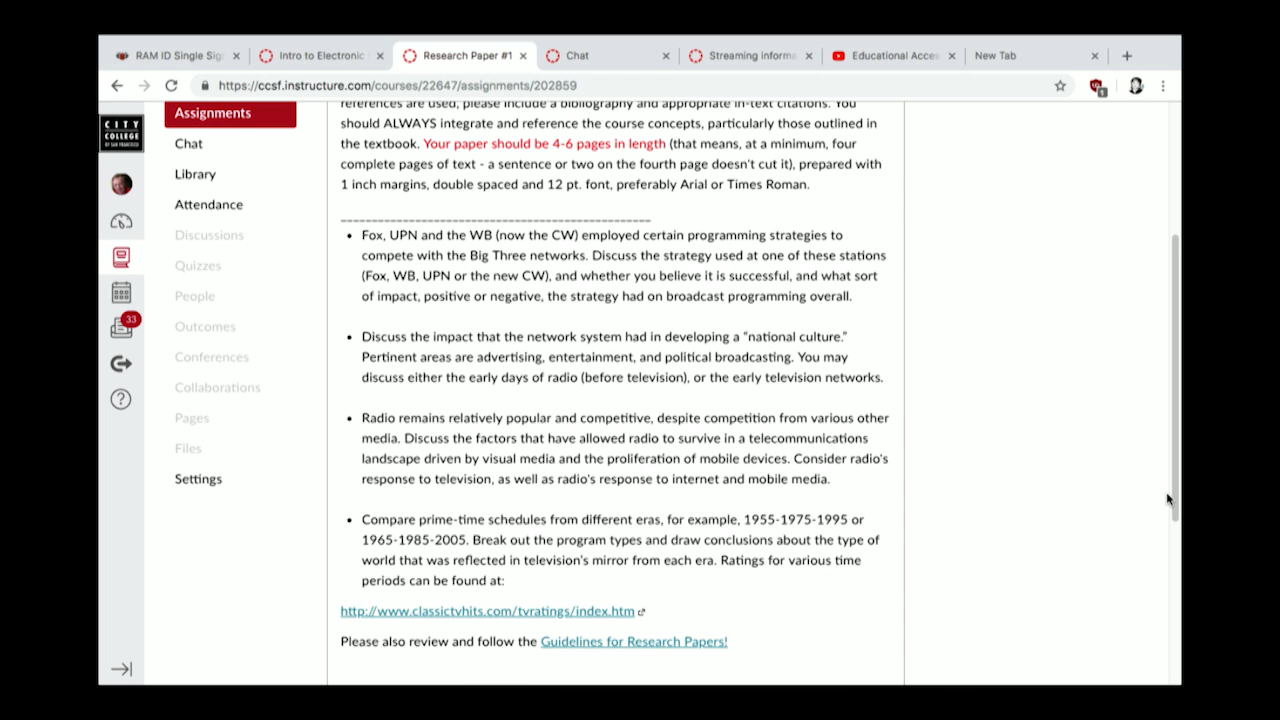 RAM ID Single Sig
Intro to Electronic
Research Paper #1
Chat
Streaming informa
Educational Acce
New Tab
https://ccsf.instructure.com/courses/22647/assignments/202859
CITY
COLLEGE
OF SAN FRANCISCO
33
Assignments
Chat
Library
Attendance
Discussions
Quizzes
People
Outcomes
Conferences
Collaborations
Pages
Files
Settings
references are used, please include a bibliography and appropriate in-text citations. You
should ALWAYS integrate and reference the course concepts, particularly those outlined in
the textbook. Your paper should be 4-6 pages in length (that means, at a minimum, four
complete pages of text - a sentence or two on the fourth page doesn't cut it), prepared with
1 inch margins, double spaced and 12 pt. font, preferably Arial or Times Roman.
• Fox, UPN and the WB (now the CW) employed certain programming strategies to
compete with the Big Three networks. Discuss the strategy used at one of these stations
(Fox, WB, UPN or the new CW), and whether you believe it is successful, and what sort
of impact, positive or negative, the strategy had on broadcast programming overall.
• Discuss the impact that the network system had in developing a “national culture.”
Pertinent areas are advertising, entertainment, and political broadcasting. You may
discuss either the early days of radio (before television), or the early television networks.
• Radio remains relatively popular and competitive, despite competition from various other
media. Discuss the factors that have allowed radio to survive in a telecommunications
landscape driven by visual media and the proliferation of mobile devices. Consider radio's
response to television, as well as radio's response to internet and mobile media.
• Compare prime-time schedules from different eras, for example, 1955-1975-1995 or
1965-1985-2005. Break out the program types and draw conclusions about the type of
world that was reflected in television's mirror from each era. Ratings for various time
periods can be found at:
http://www.classictvhits.com/tvratings/index.htm
Please also review and follow the Guidelines for Research Papers!